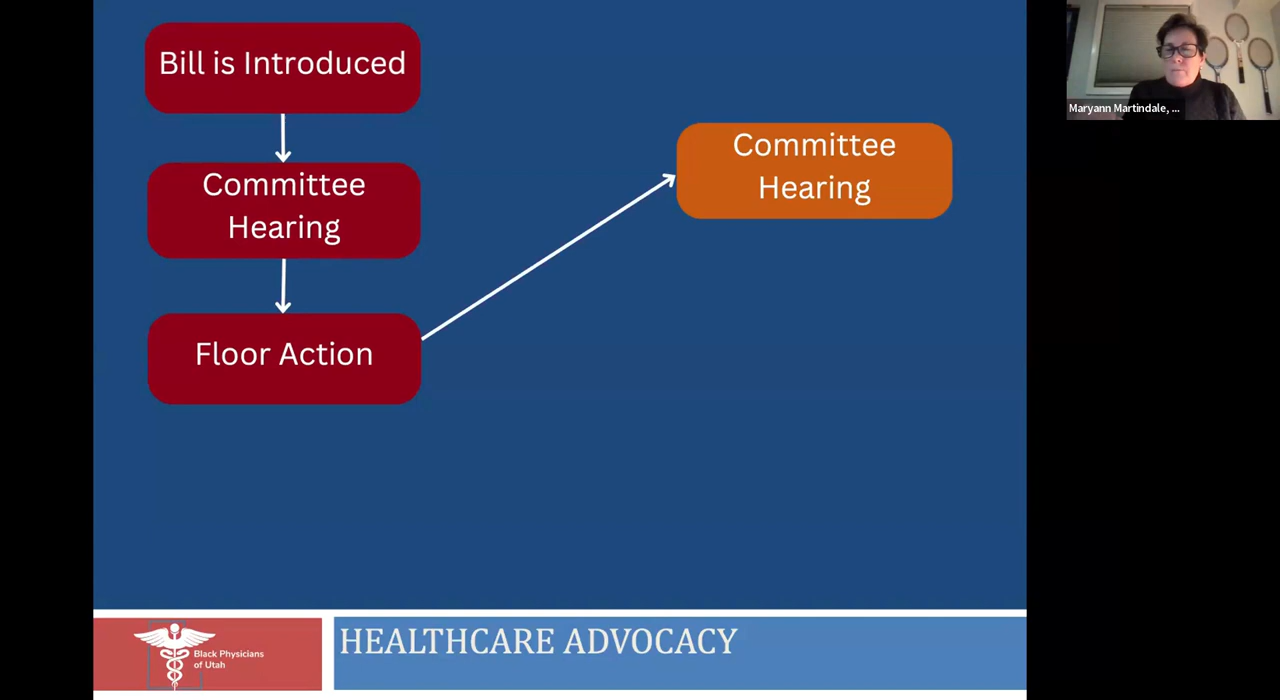 Bill is Introduced
Committee
Hearing
Floor Action
Committee
Hearing
Maryann Martindale, ...
Black Physicians
of Utah
HEALTHCARE ADVOCACY